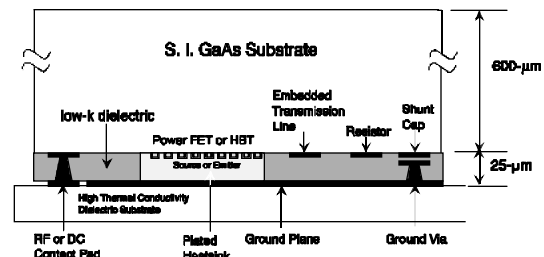 S. I. GaAs Substrate
600-μm
Embedded
Transmission
Line
Shunt
Cap
low-k dielectric
Power FET or HBT
Resistor
Source or Emitter
25-μm
High Thermal Conductivity
Dielectric Substrate
RF or DC
Contact Pad
Plated
Heatsink
Ground Plane
Ground Via